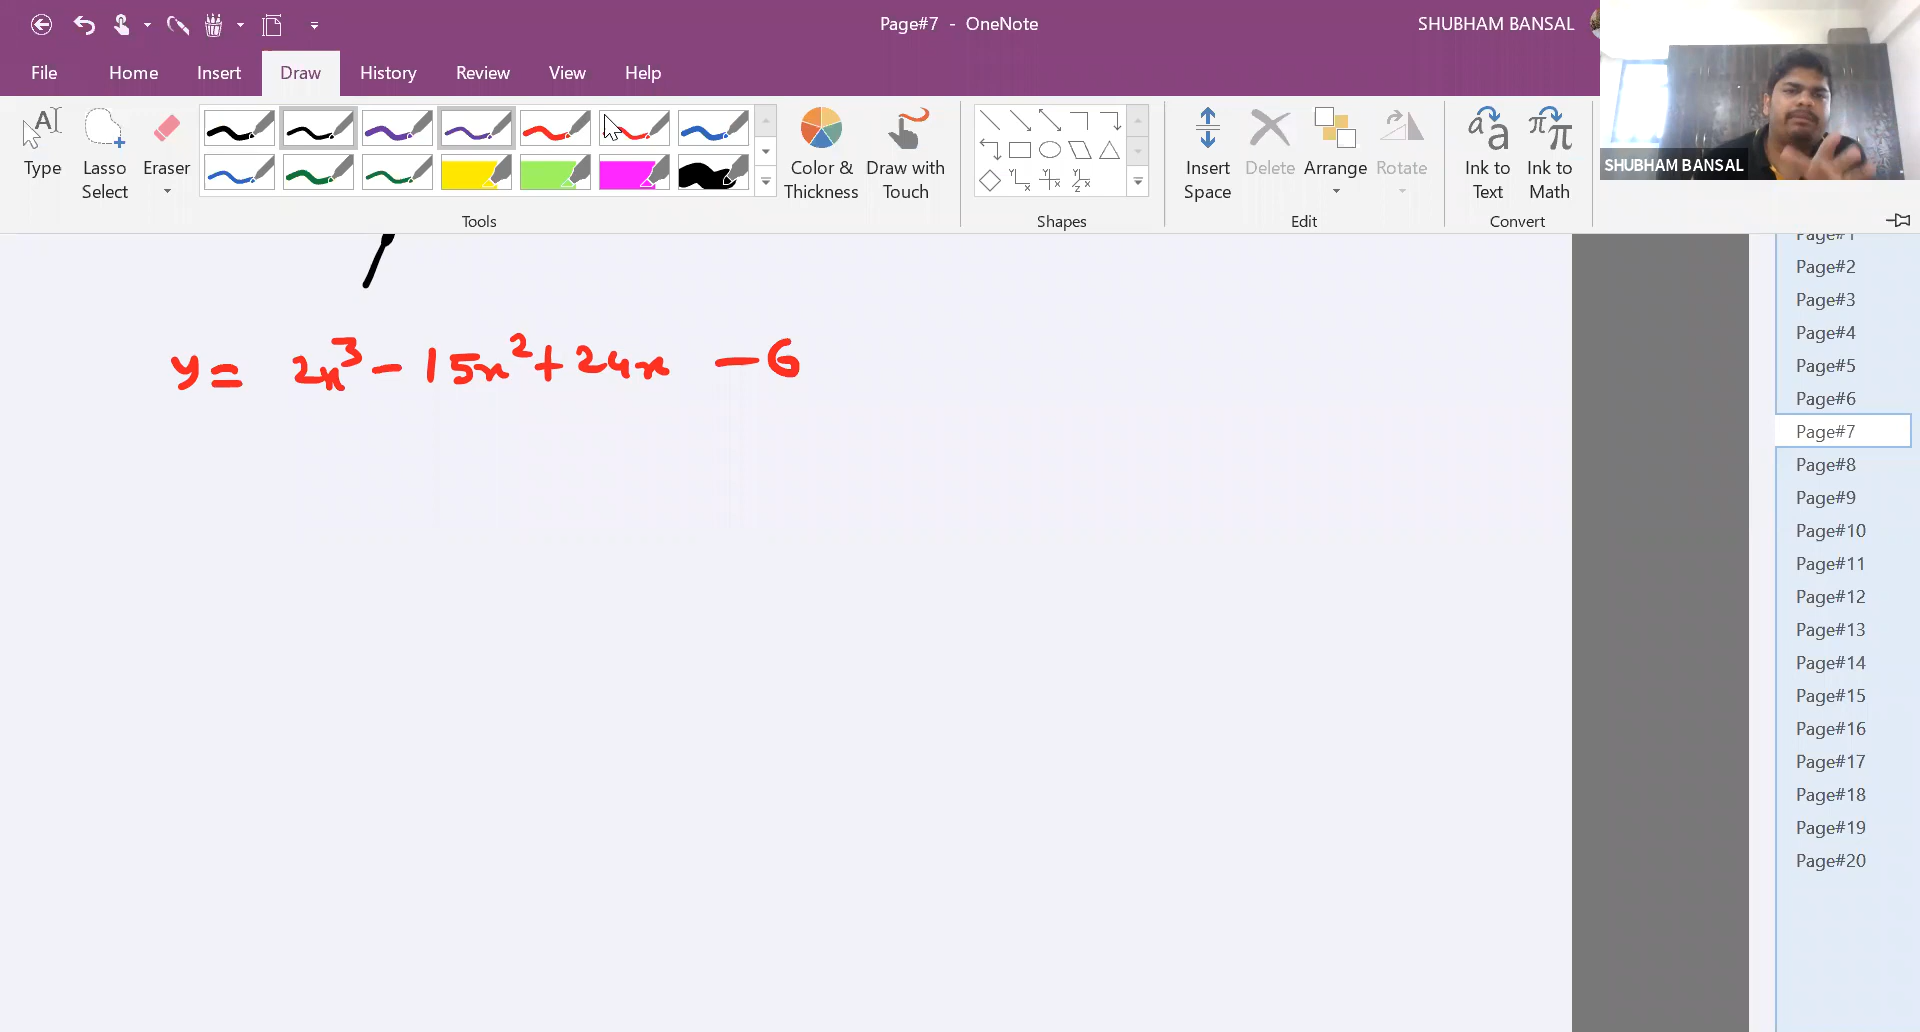 Page#7 - OneNote
SHUBHAM BANSAL
File Home Insert Draw History Review View Help
Type
Lasso Select
Eraser
Color & Thickness
Draw with Touch
Insert Space
Delete
Arrange
Rotate
Ink to Text
Ink to Math
Tools
Shapes
Edit
Convert
SHUBHAM BANSAL
y = 2x³ - 15x² + 24x - 6
Page#1
Page#2
Page#3
Page#4
Page#5
Page#6
Page#7
Page#8
Page#9
Page#10
Page#11
Page#12
Page#13
Page#14
Page#15
Page#16
Page#17
Page#18
Page#19
Page#20